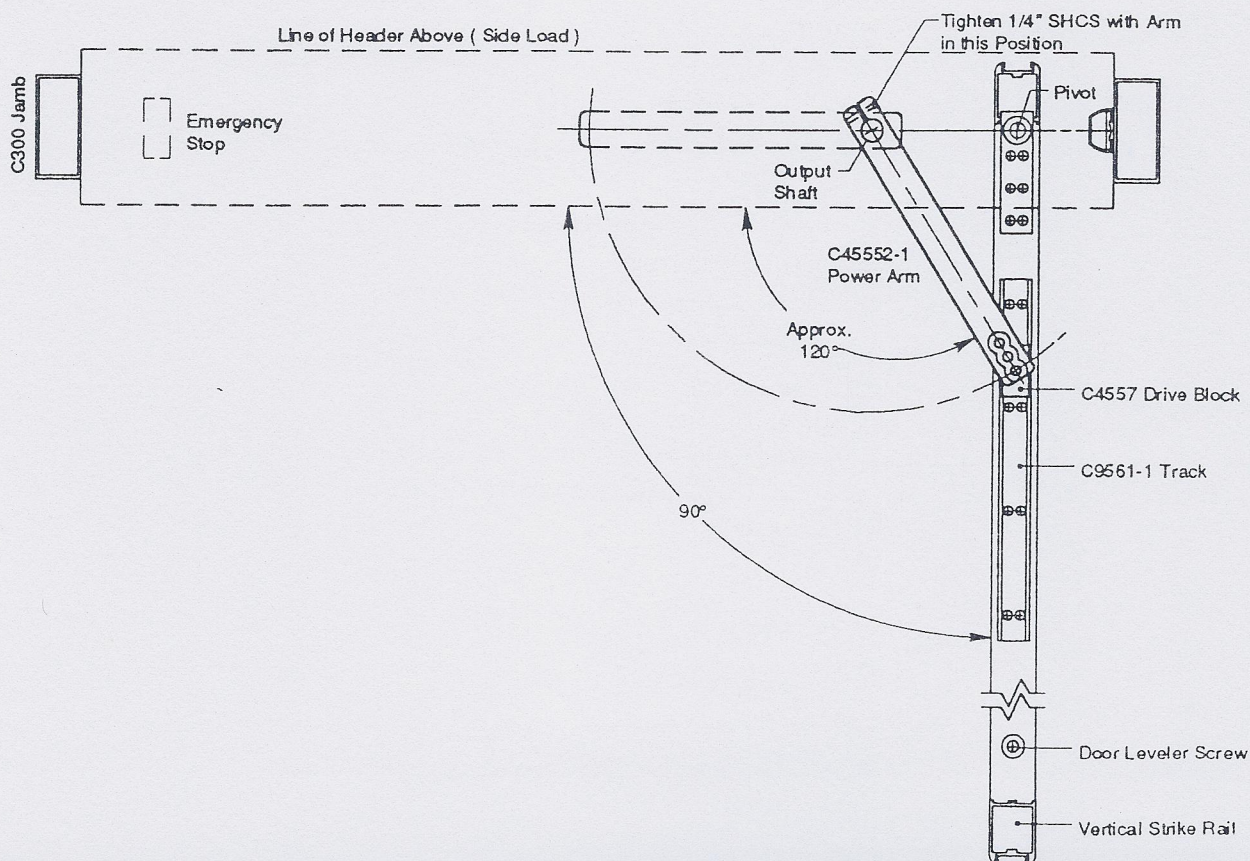 Tighten 1/4" SHCS with Arm
in this Position
Line of Header Above ( Side Load )
C300 Jamb
Pivot
Emergency
Stop
Output
Shaft
C45552-1
Power Arm
Approx.
120°
C4557 Drive Block
C9561-1 Track
90°
Door Leveler Screw
Vertical Strike Rail